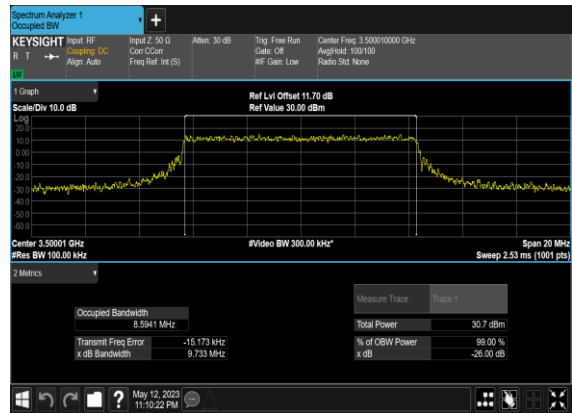 Spectrum Analyzer 1
Occupied BW
+
KEYSIGHT
R T
LW
Input: RF
Coupling: DC
Align: Auto
Input Z: 50 Ω
Corr CCorr
Freq Ref: Int (S)
Atten: 30 dB
Trig: Free Run
Gate: Off
#IF Gain: Low
Center Freq: 3.500010000 GHz
Avg|Hold: 100/100
Radio Std: None
1 Graph
Scale/Div 10.0 dB
Ref Lvl Offset 11.70 dB
Ref Value 30.00 dBm
Log
20.0
10.0
0.00
-10.0
-20.0
-30.0
-40.0
-50.0
-60.0
Center 3.50001 GHz
#Res BW 100.00 kHz
#Video BW 300.00 kHz*
Span 20 MHz
Sweep 2.53 ms (1001 pts)
2 Metrics
Measure Trace Trace 1
Occupied Bandwidth
8.5941 MHz
Total Power 30.7 dBm
Transmit Freq Error -15.173 kHz
x dB Bandwidth 9.733 MHz
% of OBW Power 99.00 %
x dB -26.00 dB
?
May 12, 2023
11:10:22 PM